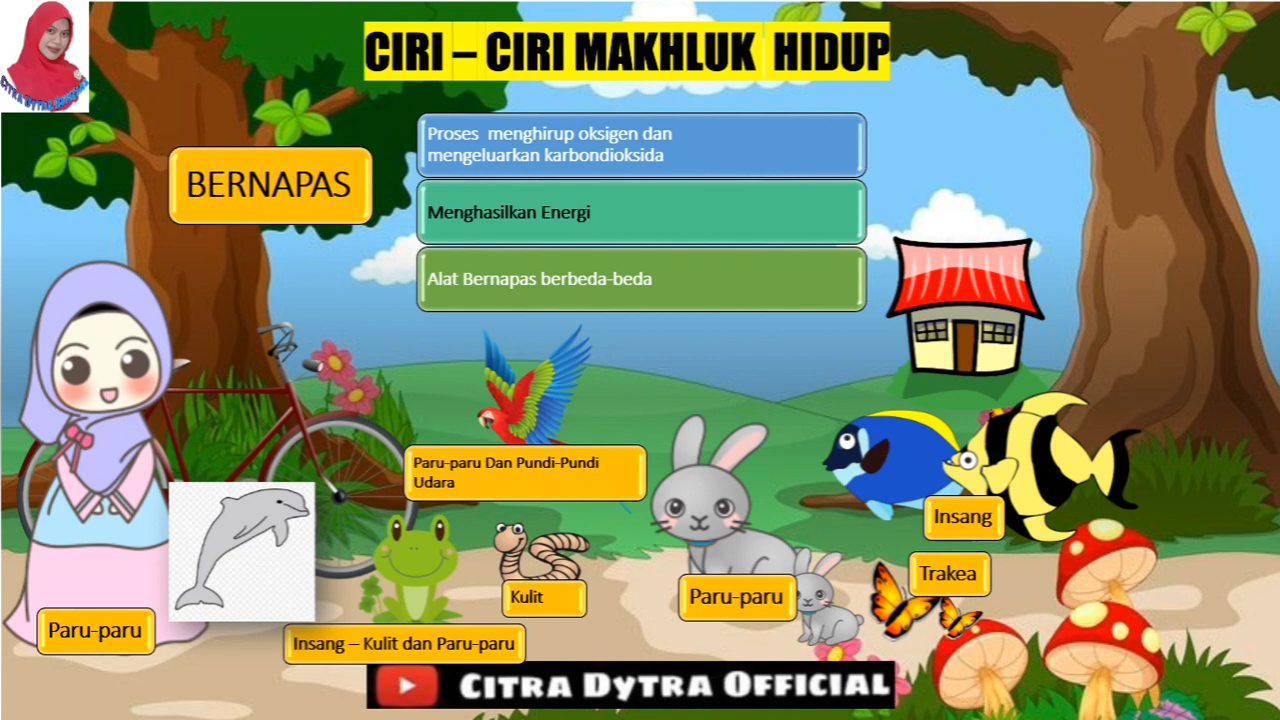 CIRI – CIRI MAKHLUK HIDUP
BERNAPAS
Proses menghirup oksigen dan
mengeluarkan karbondioksida
Menghasilkan Energi
Alat Bernapas berbeda-beda
Paru-paru Dan Pundi-Pundi
Udara
Insang
Trakea
Kulit
Paru-paru
Paru-paru
Insang – Kulit dan Paru-paru
CITRA DYTRA OFFICIAL